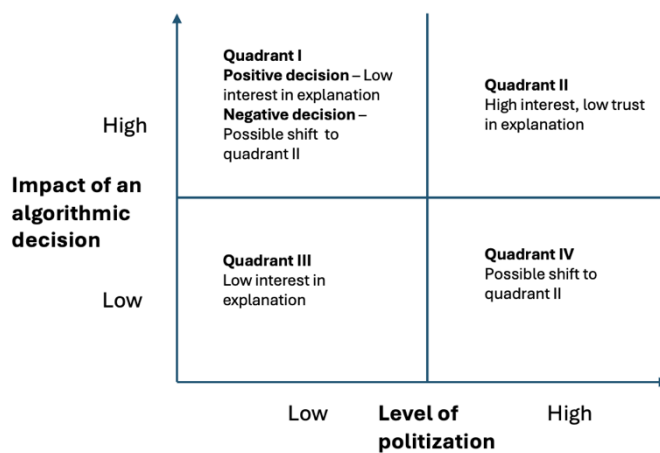 Quadrant I
Positive decision – Low
interest in explanation
Negative decision –
Possible shift to
quadrant II
Quadrant II
High interest, low trust
in explanation
High
Impact of an
algorithmic
decision
Quadrant III
Low interest in
explanation
Quadrant IV
Possible shift to
quadrant II
Low
Low
Level of
politization
High